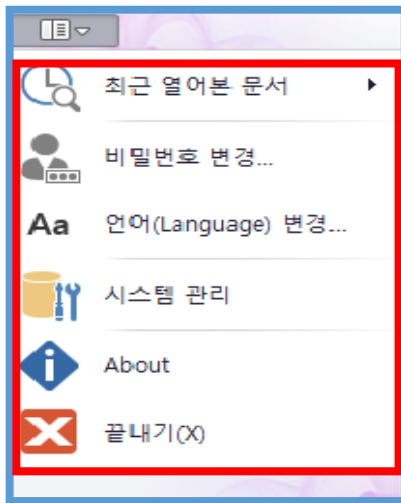 최근 열어본 문서
비밀번호 변경...
Aa 언어(Language) 변경...
시스템 관리
About
끝내기(X)